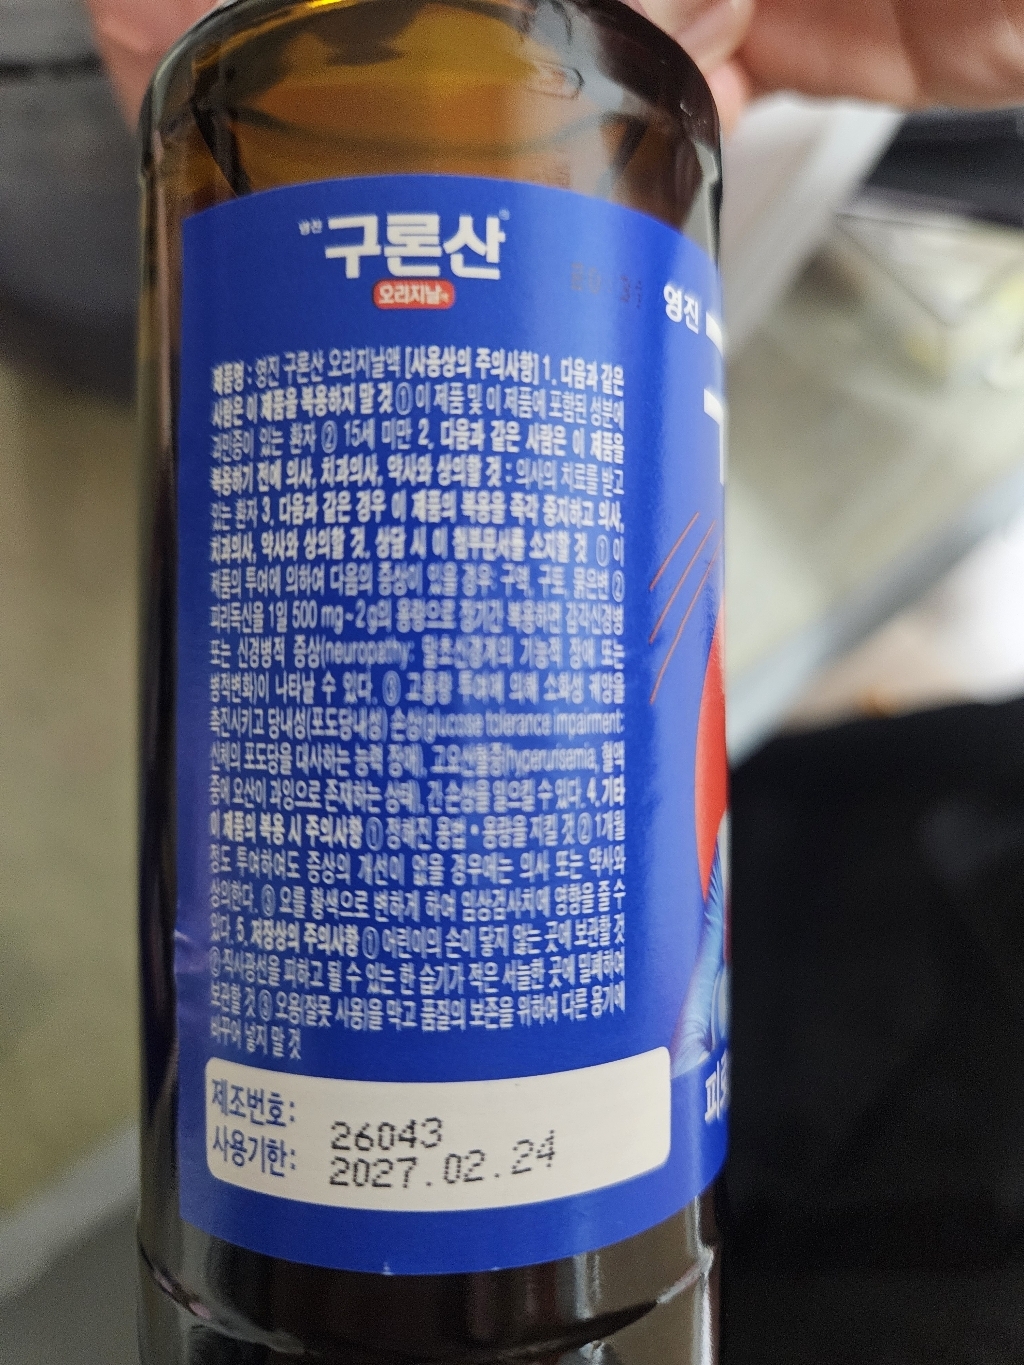 영진 구론산
오리지날액
영진
제품명 : 영진 구론산 오리지날액 [사용상의 주의사항] 1. 다음과 같은
사람은 이 제품을 복용하지 말 것 ① 이 제품 및 이 제품에 포함된 성분에
과민증이 있는 환자 ② 15세 미만 2. 다음과 같은 사람은 이 제품을
복용하기 전에 의사, 치과의사, 약사와 상의할 것 : 의사의 치료를 받고
있는 환자 3. 다음과 같은 경우 이 제품의 복용을 즉각 중지하고 의사,
치과의사, 약사와 상의할 것. 상담 시 이 첨부문서를 소지할 것 ① 이
제품의 투여에 의하여 다음의 증상이 있을 경우: 구역, 구토, 묽은변 ②
피리독신을 1일 500 mg~2 g의 용량으로 장기간 복용하면 감각신경병
또는 신경병적 증상(neuropathy: 말초신경계의 기능적 장애 또는
병적변화)이 나타날 수 있다. ③ 고용량 투여에 의해 소화성 궤양을
촉진시키고 당내성(포도당내성) 손상(glucose tolerance impairment:
신체의 포도당을 대사하는 능력 장애), 고요산혈증(hyperurisemia, 혈액
중에 요산이 과잉으로 존재하는 상태), 간 손상을 일으킬 수 있다. 4. 기타
이 제품의 복용 시 주의사항 ① 정해진 용법·용량을 지킬 것 ② 1개월
정도 투여하여도 증상의 개선이 없을 경우에는 의사 또는 약사와
상의한다. ③ 요를 황색으로 변하게 하여 임상검사치에 영향을 줄 수
있다. 5. 저장상의 주의사항 ① 어린이의 손이 닿지 않는 곳에 보관할 것
② 직사광선을 피하고 될 수 있는 한 습기가 적은 서늘한 곳에 밀폐하여
보관할 것 ③ 오용(잘못 사용)을 막고 품질의 보존을 위하여 다른 용기에
바꾸어 넣지 말 것
제조번호: 26043
사용기한: 2027.02.24